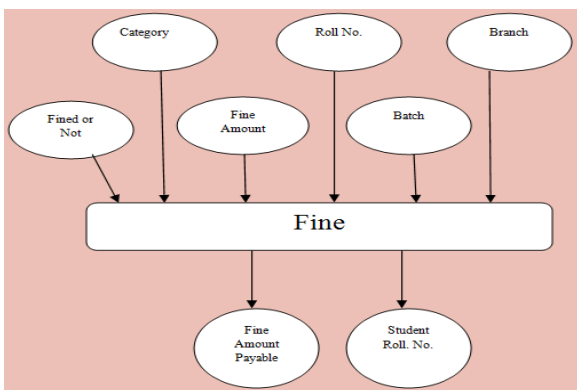 Category
Roll No.
Branch
Fined or
Not
Fine
Amount
Batch
Fine
Fine
Amount
Payable
Student
Roll. No.